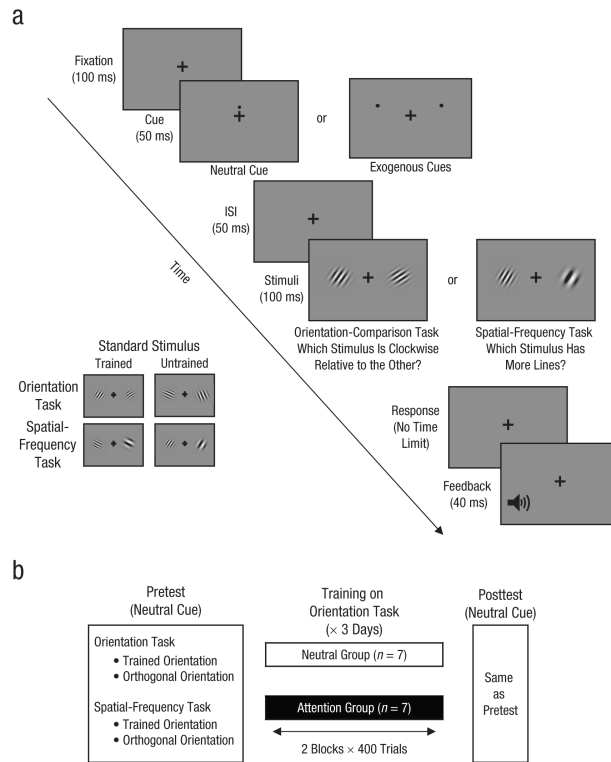 a
Fixation
(100 ms)
Cue
(50 ms)
or
Neutral Cue
Exogenous Cues
ISI
(50 ms)
Time
Stimuli
(100 ms)
or
Orientation-Comparison Task
Which Stimulus Is Clockwise
Relative to the Other?
Spatial-Frequency Task
Which Stimulus Has
More Lines?
Standard Stimulus
Trained
Untrained
Orientation
Task
Spatial-
Frequency
Task
Response
(No Time
Limit)
Feedback
(40 ms)
b
Pretest
(Neutral Cue)
Training on
Orientation Task
(× 3 Days)
Posttest
(Neutral Cue)
Orientation Task
• Trained Orientation
• Orthogonal Orientation
Spatial-Frequency Task
• Trained Orientation
• Orthogonal Orientation
Neutral Group (n = 7)
Attention Group (n = 7)
2 Blocks × 400 Trials
Same
as
Pretest